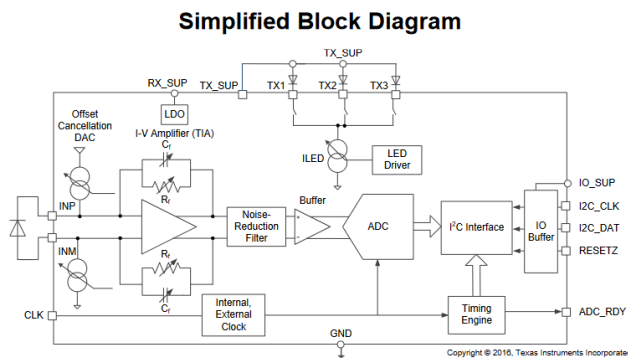 Simplified Block Diagram
TX_SUP
RX_SUP
TX_SUP
TX1
TX2
TX3
LDO
Offset
Cancellation
DAC
I-V Amplifier (TIA)
Cf
Rf
ILED
LED
Driver
INP
INM
Noise-
Reduction
Filter
Buffer
+
−
ADC
I2C Interface
IO
Buffer
IO_SUP
I2C_CLK
I2C_DAT
RESETZ
Rf
Cf
CLK
Internal,
External
Clock
Timing
Engine
ADC_RDY
GND
Copyright © 2016, Texas Instruments Incorporate